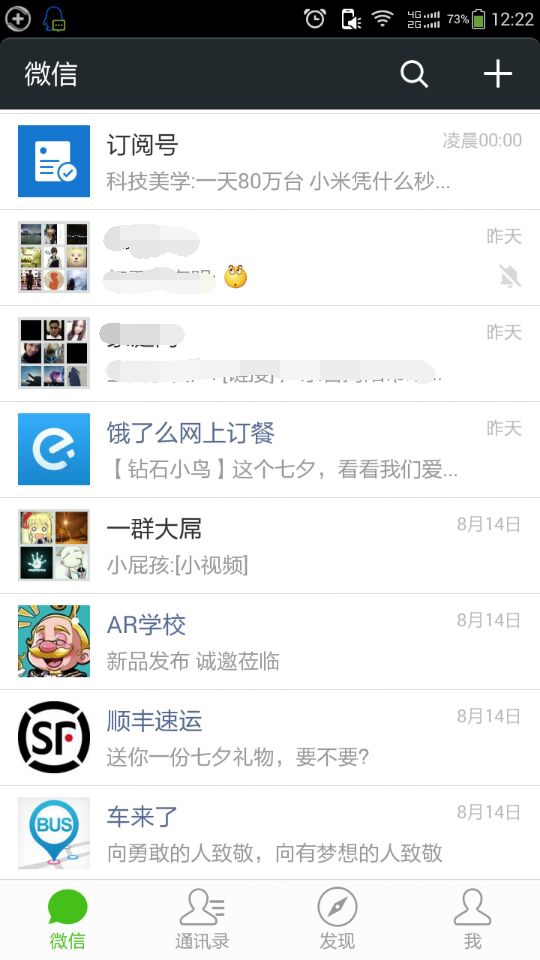 4G
2G
73%
12:22
微信
订阅号
凌晨00:00
科技美学:一天80万台 小米凭什么秒...
昨天
昨天
饿了么网上订餐
昨天
【钻石小鸟】这个七夕，看看我们爱...
一群大屌
8月14日
小屁孩:[小视频]
AR学校
8月14日
新品发布 诚邀莅临
SF
顺丰速运
8月14日
送你一份七夕礼物，要不要?
BUS
车来了
8月14日
向勇敢的人致敬，向有梦想的人致敬
微信
通讯录
发现
我